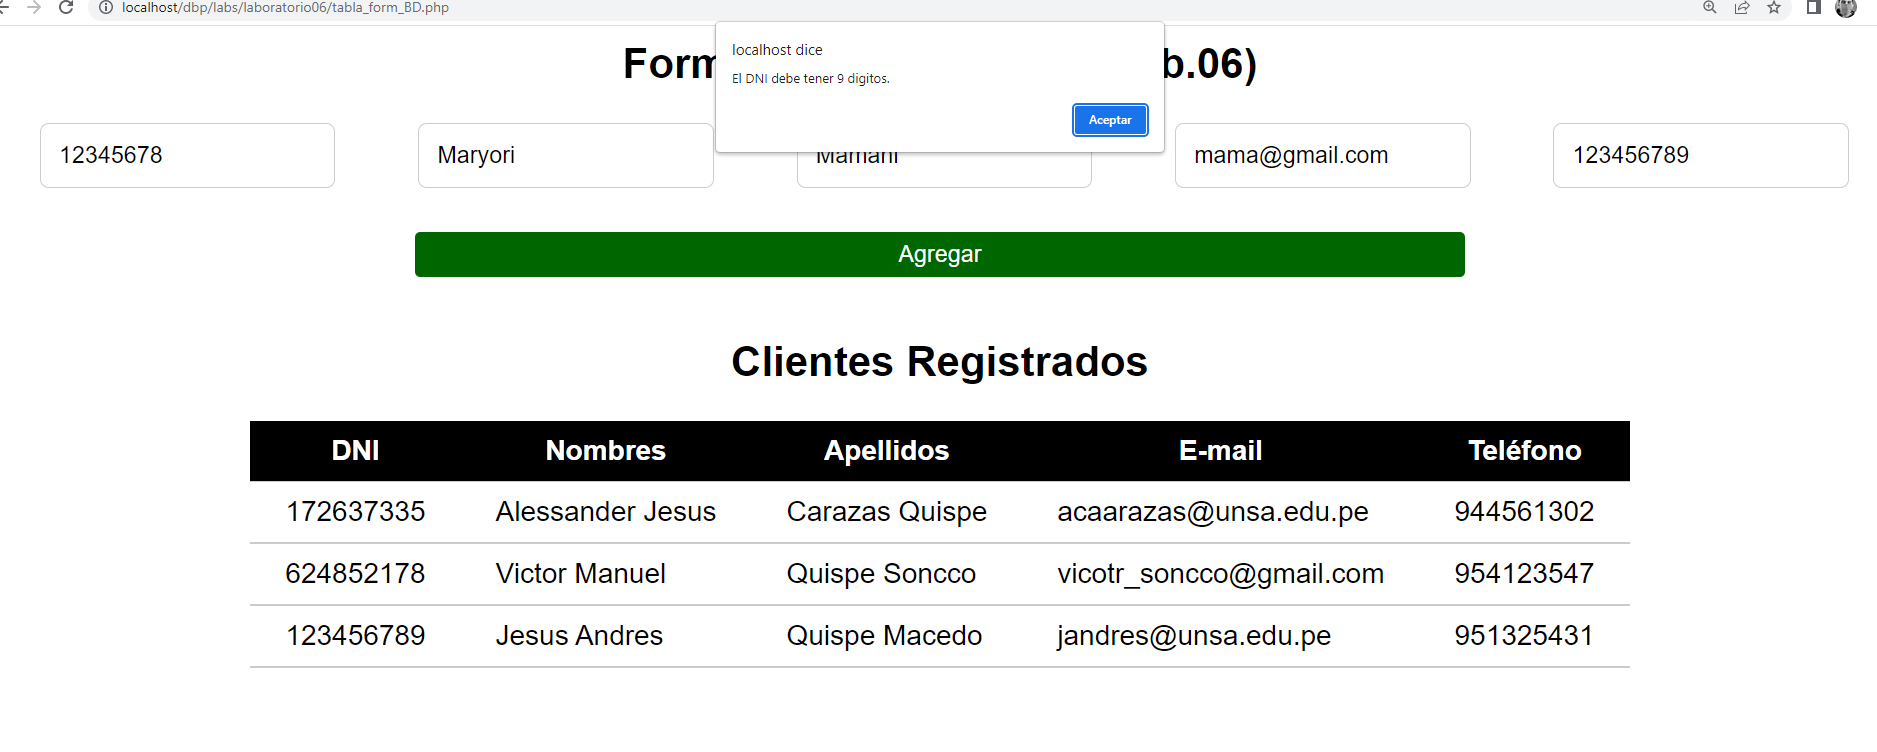 localhost/dbp/labs/laboratorio06/tabla_form_BD.php
localhost dice
El DNI debe tener 9 digitos.
Aceptar
12345678 Maryori Mamani mama@gmail.com 123456789
Agregar
Clientes Registrados
DNI Nombres Apellidos E-mail Teléfono
172637335 Alessander Jesus Carazas Quispe acaarazas@unsa.edu.pe 944561302
624852178 Victor Manuel Quispe Soncco vicotr_soncco@gmail.com 954123547
123456789 Jesus Andres Quispe Macedo jandres@unsa.edu.pe 951325431